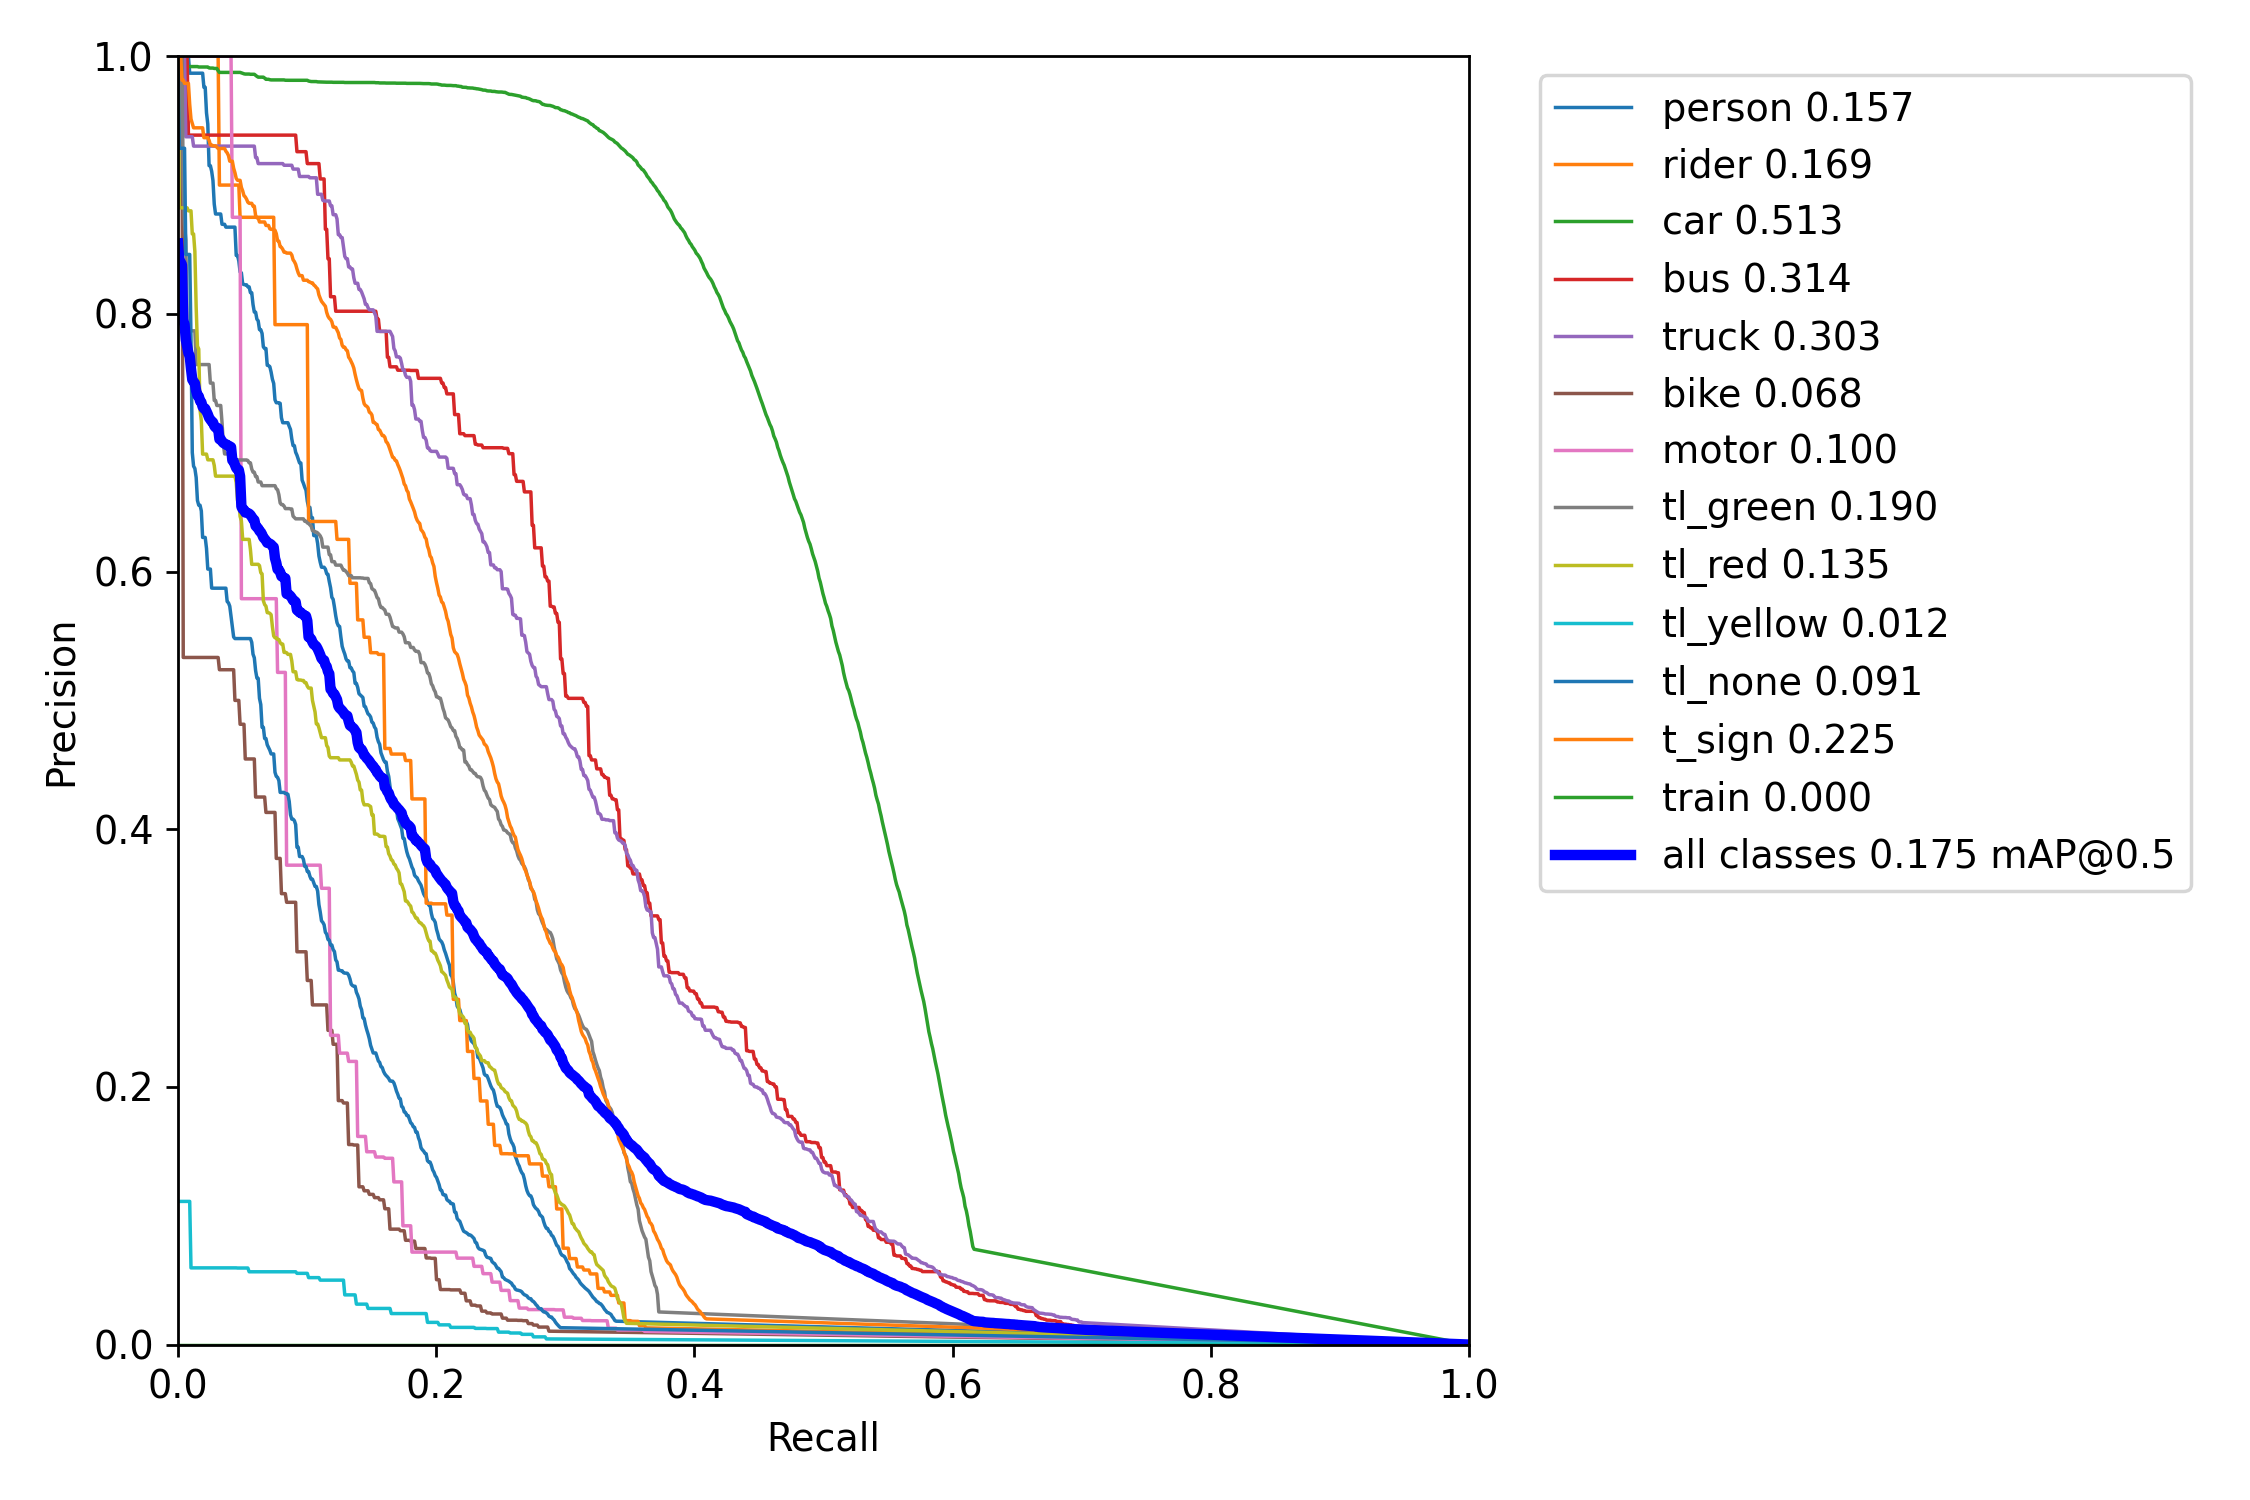 1.0
0.8
0.6
0.4
0.2
0.0
Precision
0.0 0.2 0.4 0.6 0.8 1.0
Recall
person 0.157
rider 0.169
car 0.513
bus 0.314
truck 0.303
bike 0.068
motor 0.100
tl_green 0.190
tl_red 0.135
tl_yellow 0.012
tl_none 0.091
t_sign 0.225
train 0.000
all classes 0.175 mAP@0.5